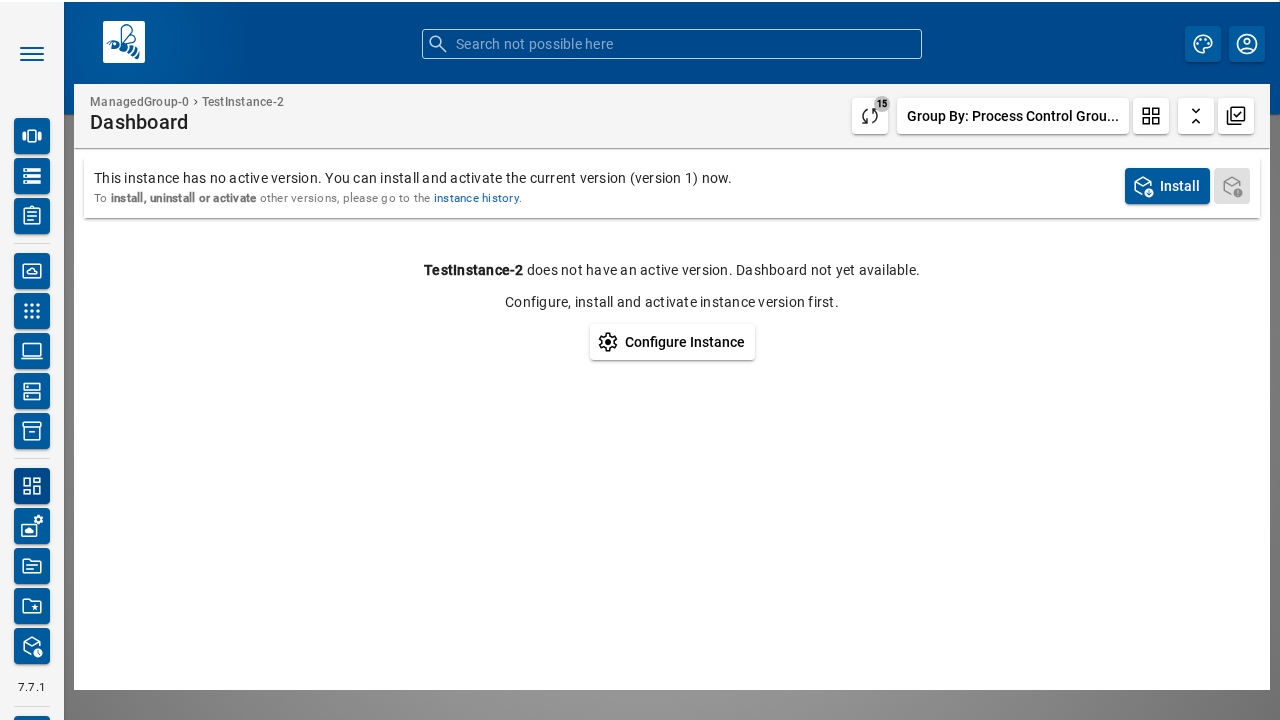 Search not possible here
ManagedGroup-0 › TestInstance-2
Dashboard
15
Group By: Process Control Grou...
This instance has no active version. You can install and activate the current version (version 1) now.
To install, uninstall or activate other versions, please go to the instance history.
Install
TestInstance-2 does not have an active version. Dashboard not yet available.
Configure, install and activate instance version first.
Configure Instance
7.7.1